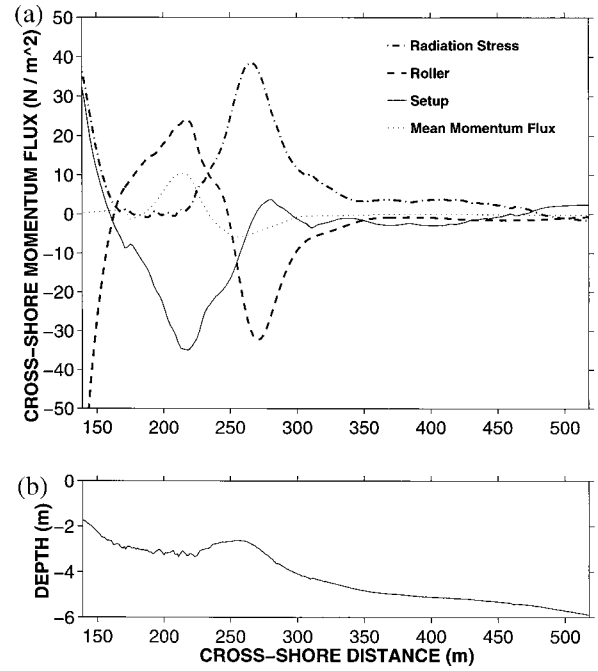 (a)
CROSS-SHORE MOMENTUM FLUX (N / m^2)
50
40
30
20
10
0
-10
-20
-30
-40
-50
Radiation Stress
Roller
Setup
Mean Momentum Flux
150 200 250 300 350 400 450 500
(b)
DEPTH (m)
0
-2
-4
-6
150 200 250 300 350 400 450 500
CROSS-SHORE DISTANCE (m)